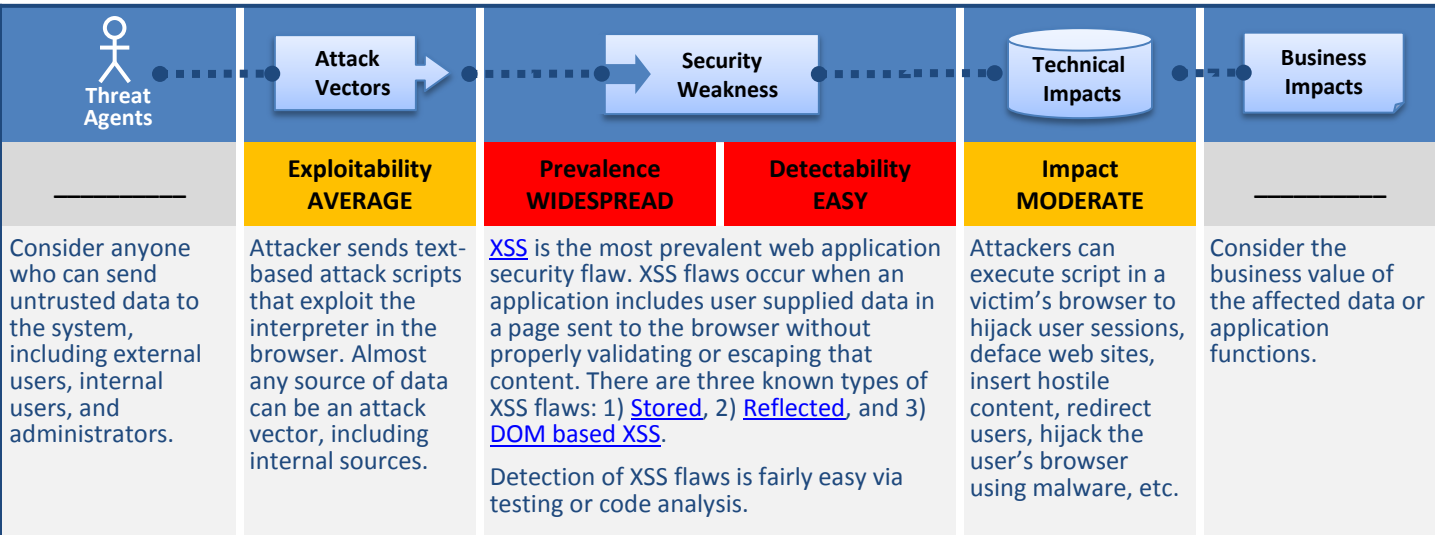 Threat
Agents
Attack
Vectors
Security
Weakness
Technical
Impacts
Business
Impacts
__________
Exploitability
AVERAGE
Prevalence
WIDESPREAD
Detectability
EASY
Impact
MODERATE
__________
Consider anyone
who can send
untrusted data to
the system,
including external
users, internal
users, and
administrators.
Attacker sends text-
based attack scripts
that exploit the
interpreter in the
browser. Almost
any source of data
can be an attack
vector, including
internal sources.
XSS is the most prevalent web application
security flaw. XSS flaws occur when an
application includes user supplied data in
a page sent to the browser without
properly validating or escaping that
content. There are three known types of
XSS flaws: 1) Stored, 2) Reflected, and 3)
DOM based XSS.
Detection of XSS flaws is fairly easy via
testing or code analysis.
Attackers can
execute script in a
victim’s browser to
hijack user sessions,
deface web sites,
insert hostile
content, redirect
users, hijack the
user’s browser
using malware, etc.
Consider the
business value of
the affected data or
application
functions.